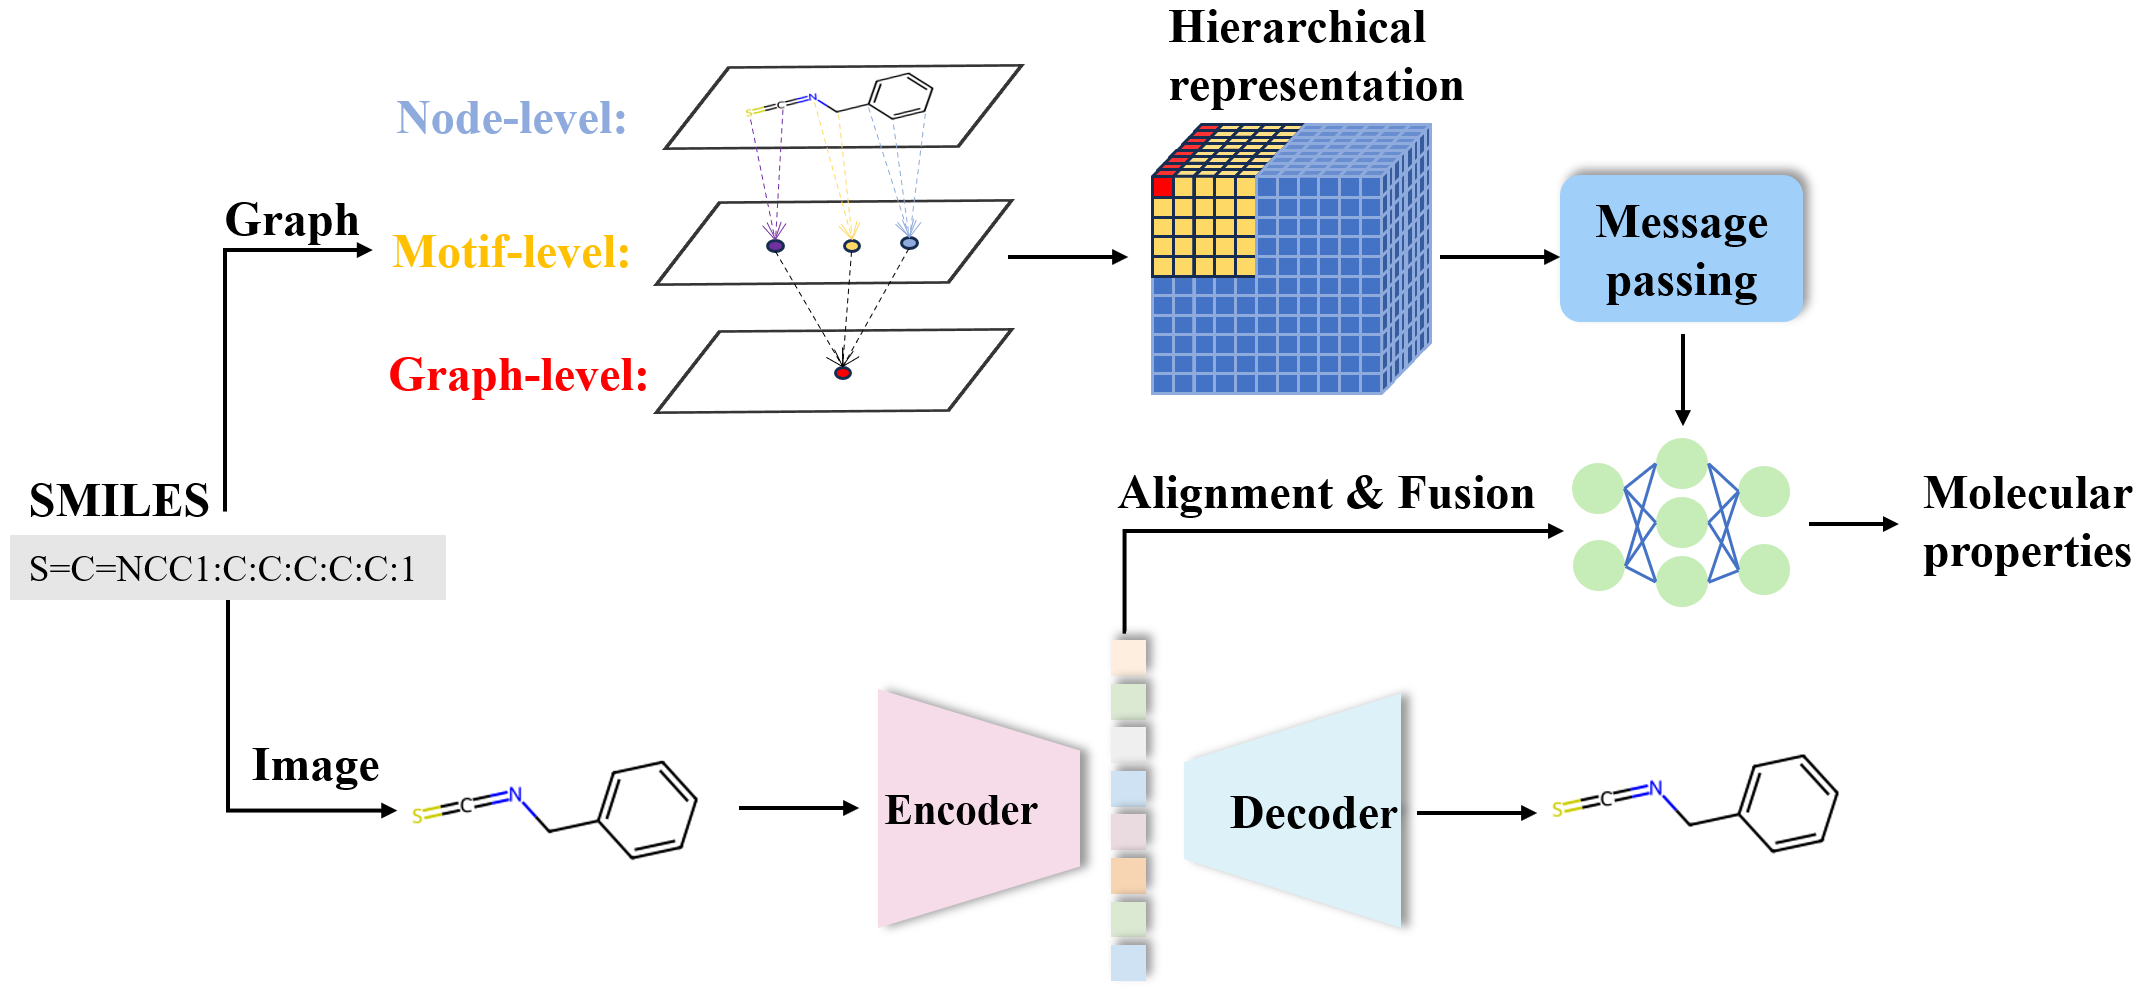 Hierarchical
representation
Node-level:
S C N
Graph
Motif-level:
Message
passing
Graph-level:
SMILES
S=C=NCC1:C:C:C:C:C:1
Alignment & Fusion
Molecular
properties
Image
S C N
Encoder
Decoder
S C N